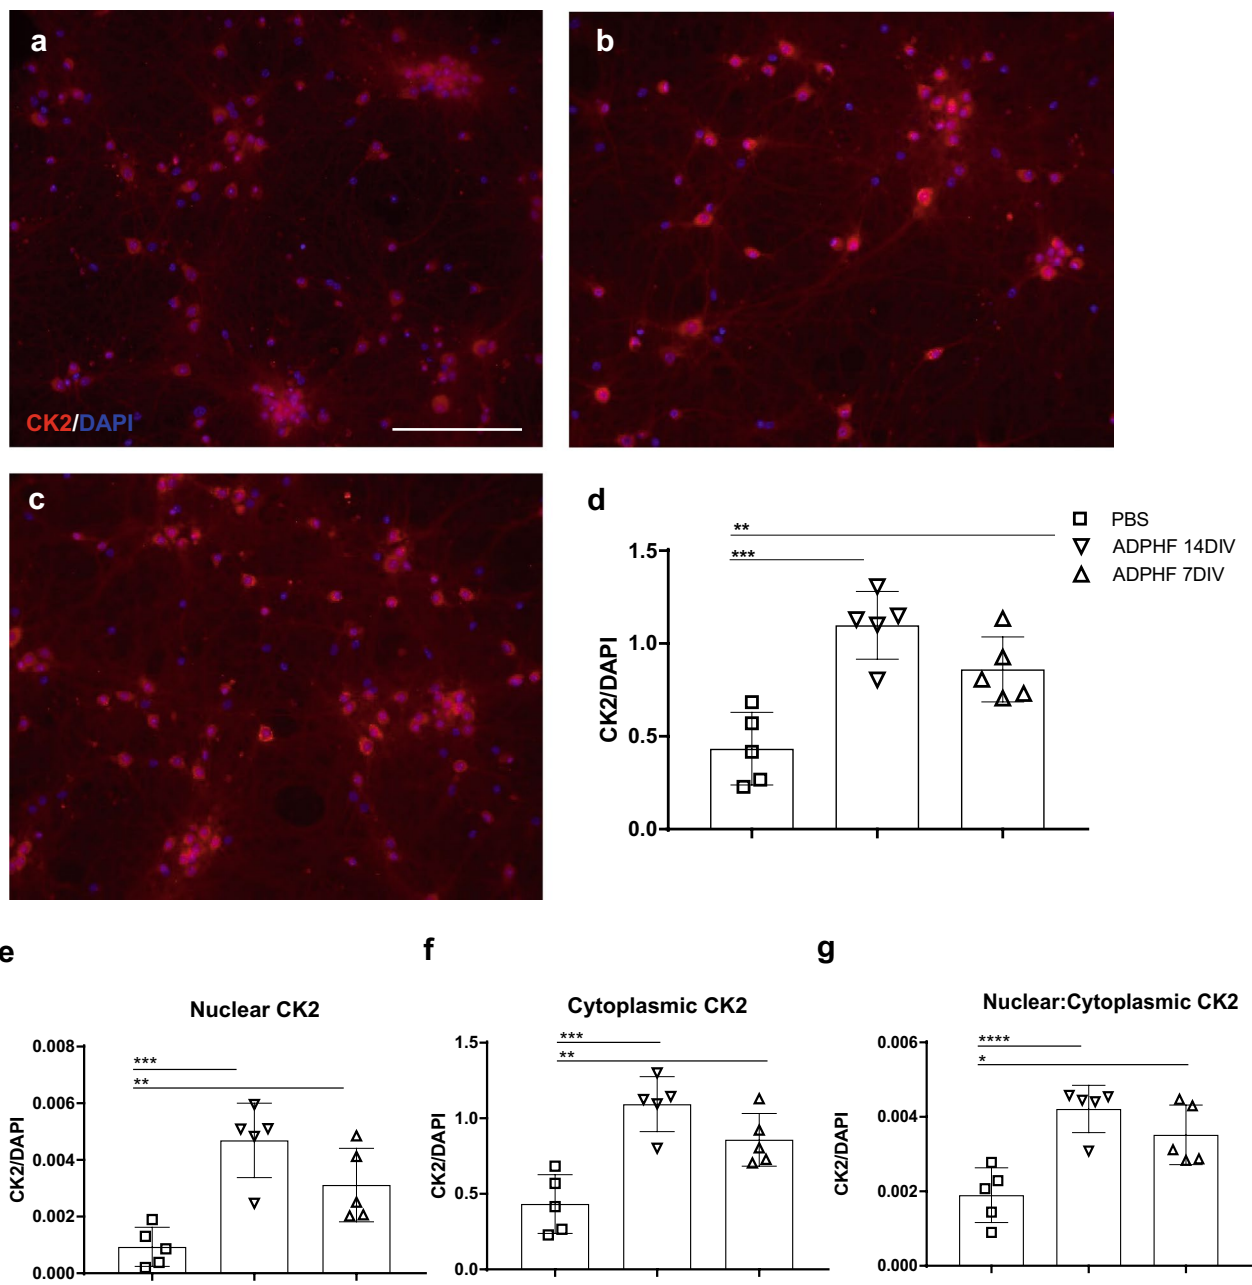 a
b
CK2/DAPI
c
d
PBS
ADPHF 14DIV
ADPHF 7DIV
**
***
1.5
1.0
0.5
0.0
CK2/DAPI
e
Nuclear CK2
***
**
0.008
0.006
0.004
0.002
0.000
CK2/DAPI
f
Cytoplasmic CK2
***
**
1.5
1.0
0.5
0.0
CK2/DAPI
g
Nuclear:Cytoplasmic CK2
****
*
0.006
0.004
0.002
0.000
CK2/DAPI